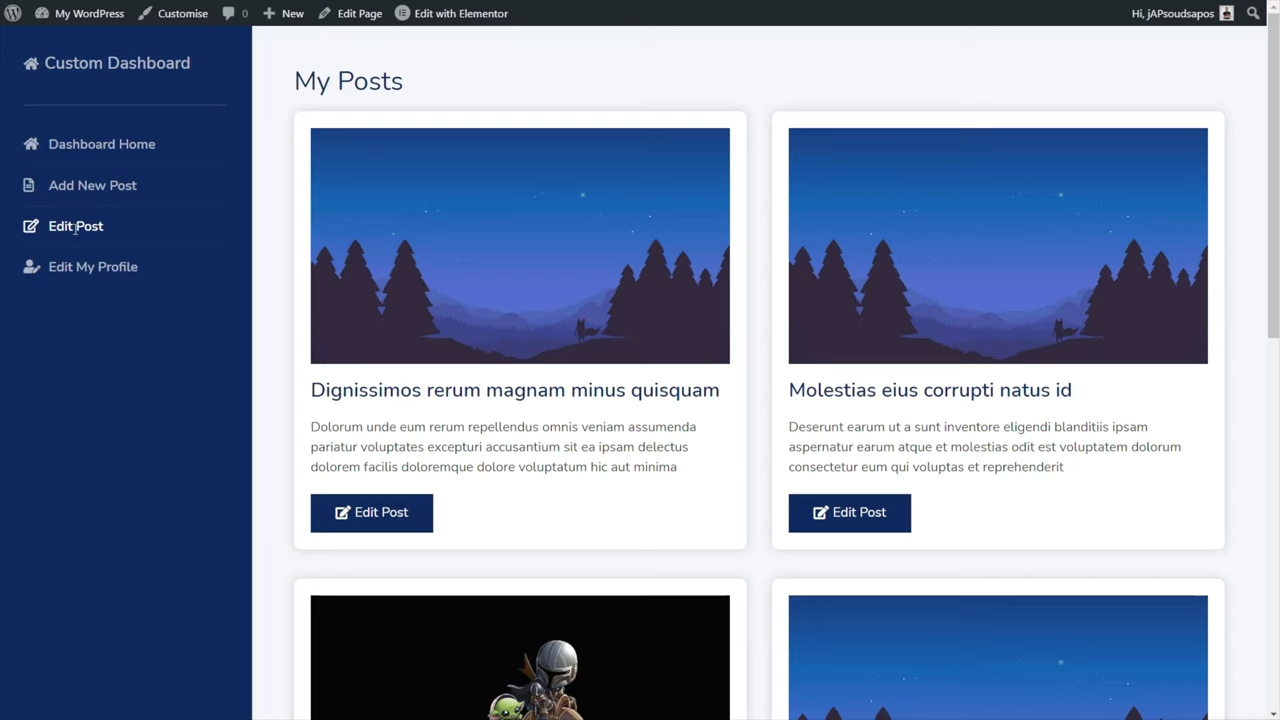 My WordPress
Customise
0
New
Edit Page
Edit with Elementor
Hi, jAPsoudsapos
Custom Dashboard
Dashboard Home
Add New Post
Edit Post
Edit My Profile
My Posts
Dignissimos rerum magnam minus quisquam
Dolorum unde eum rerum repellendus omnis veniam assumenda
pariatur voluptates excepturi accusantium sit ea ipsam delectus
dolorem facilis doloremque dolore voluptatum hic aut minima
Edit Post
Molestias eius corrupti natus id
Deserunt earum ut a sunt inventore eligendi blanditiis ipsam
aspernatur earum atque et molestias odit est voluptatem dolorum
consectetur eum qui voluptas et reprehenderit
Edit Post